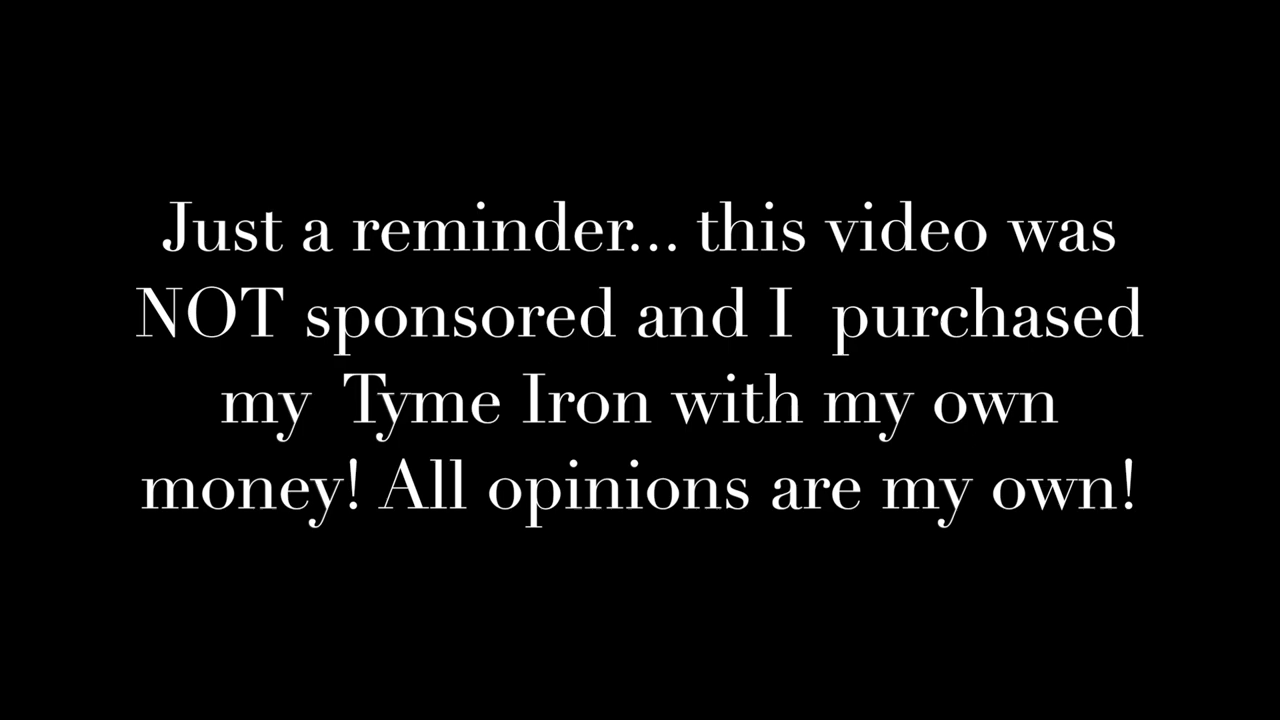 Just a reminder... this video was
NOT sponsored and I  purchased
my  Tyme Iron with my own
money! All opinions are my own!